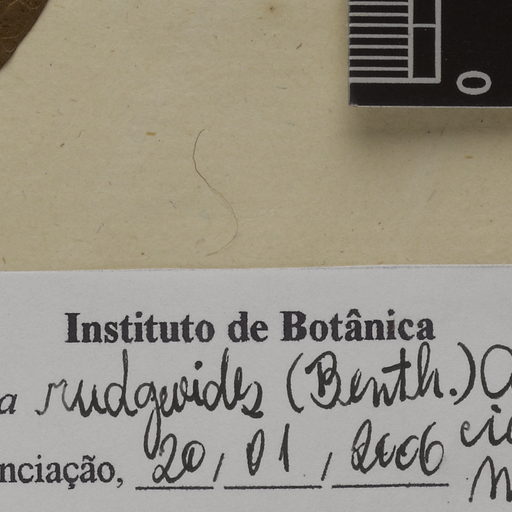 0
Instituto de Botânica
a rudgeoides (Benth.)
nciação, 20, 01, 2006